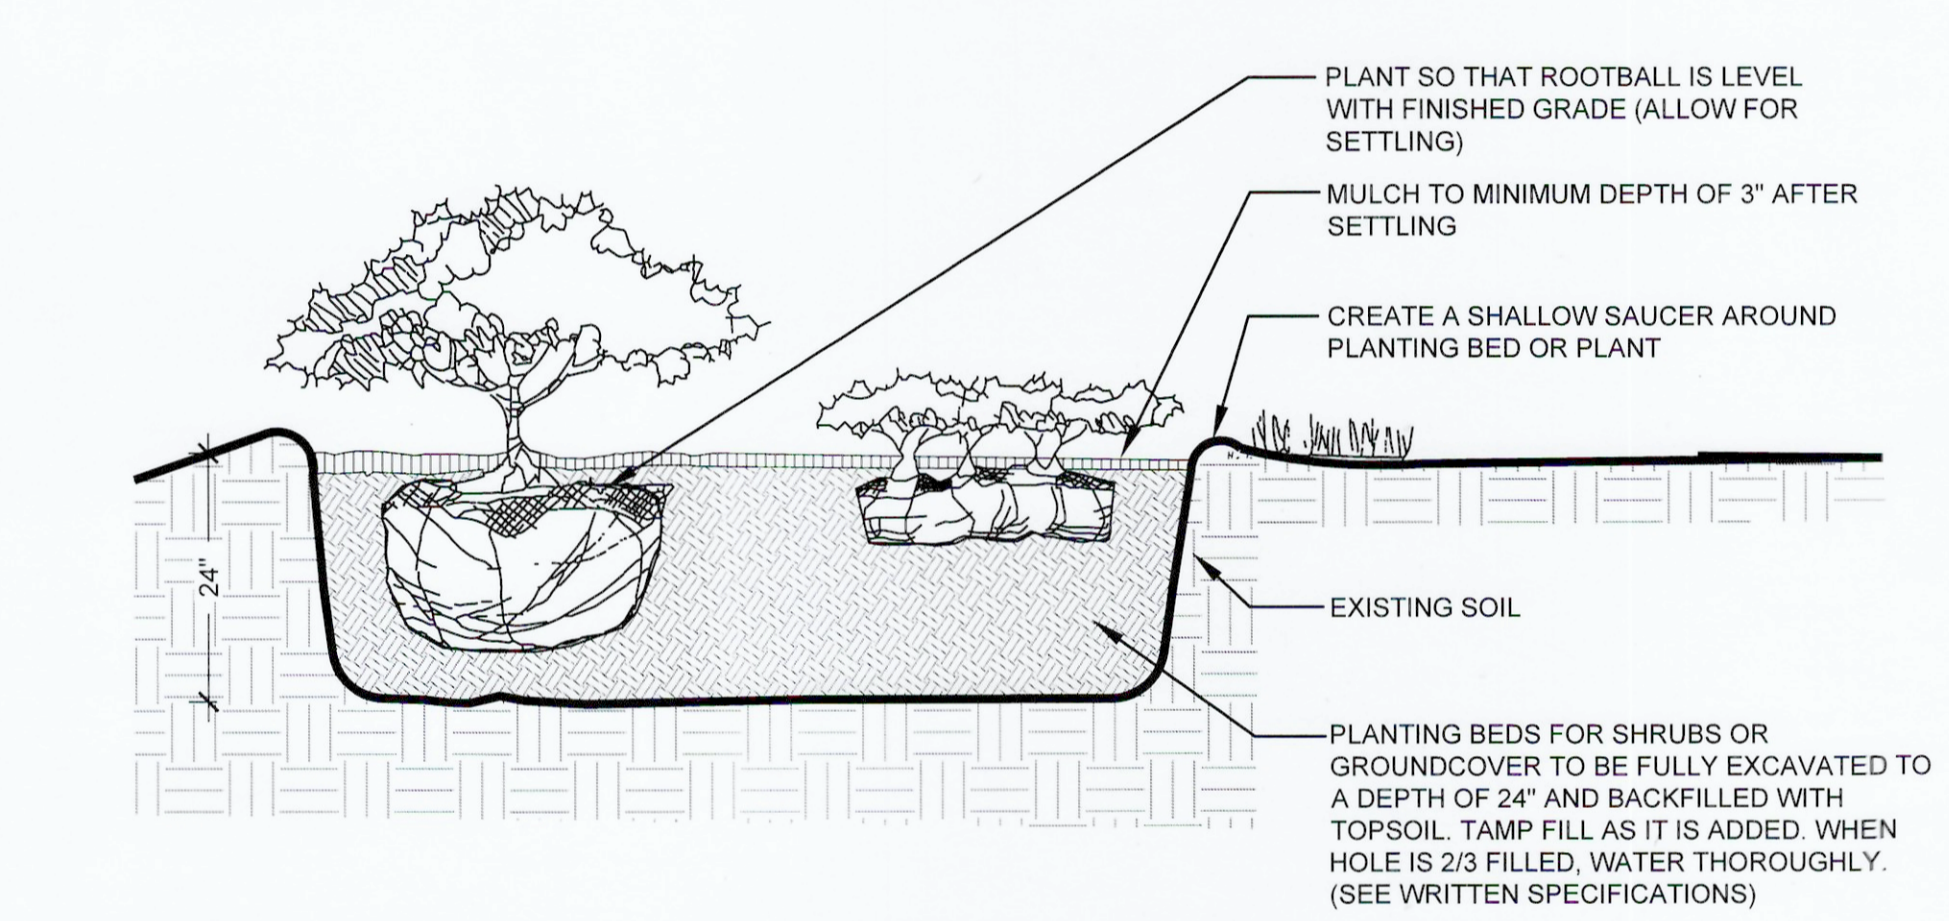 PLANT SO THAT ROOTBALL IS LEVEL
WITH FINISHED GRADE (ALLOW FOR
SETTLING)
MULCH TO MINIMUM DEPTH OF 3" AFTER
SETTLING
CREATE A SHALLOW SAUCER AROUND
PLANTING BED OR PLANT
24"
EXISTING SOIL
PLANTING BEDS FOR SHRUBS OR
GROUNDCOVER TO BE FULLY EXCAVATED TO
A DEPTH OF 24" AND BACKFILLED WITH
TOPSOIL. TAMP FILL AS IT IS ADDED. WHEN
HOLE IS 2/3 FILLED, WATER THOROUGHLY.
(SEE WRITTEN SPECIFICATIONS)